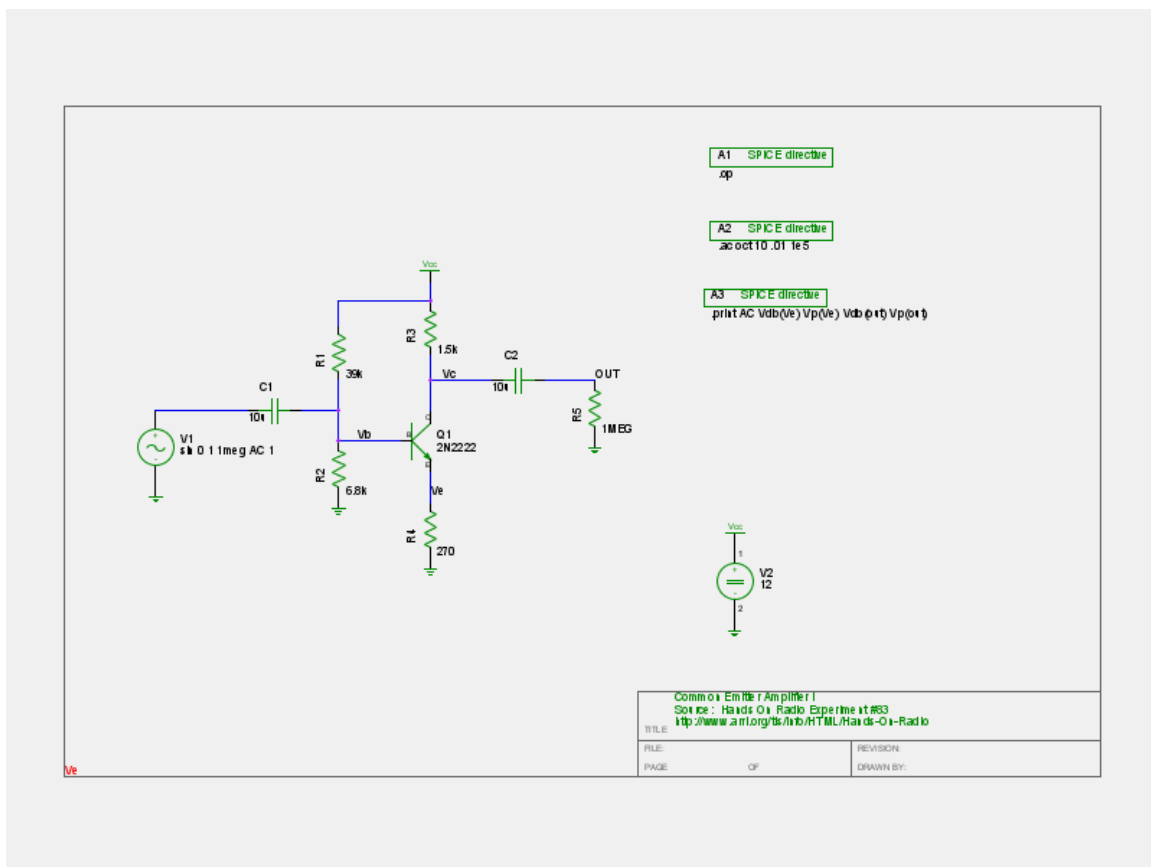 A1 SPICE directive
.op
A2 SPICE directive
.ac oct 10 .01 1e5
A3 SPICE directive
.print AC Vdb(Ve) Vp(Ve) Vdb(out) Vp(out)
Vcc
R3
1.5k
R1
39k
C1
10u
C2
10u
Vc
OUT
R5
1MEG
V1
sin 0 1 1meg AC 1
Vb
B
C
E
Q1
2N2222
R2
6.8k
Ve
R4
270
Vcc
1
V2
12
2
Common Emitter Amplifier I
Source: Hands On Radio Experiment #83
http://www.arrl.org/tis/info/HTML/Hands-On-Radio
TITLE
FILE:
REVISION:
PAGE
OF
DRAWN BY:
Ve